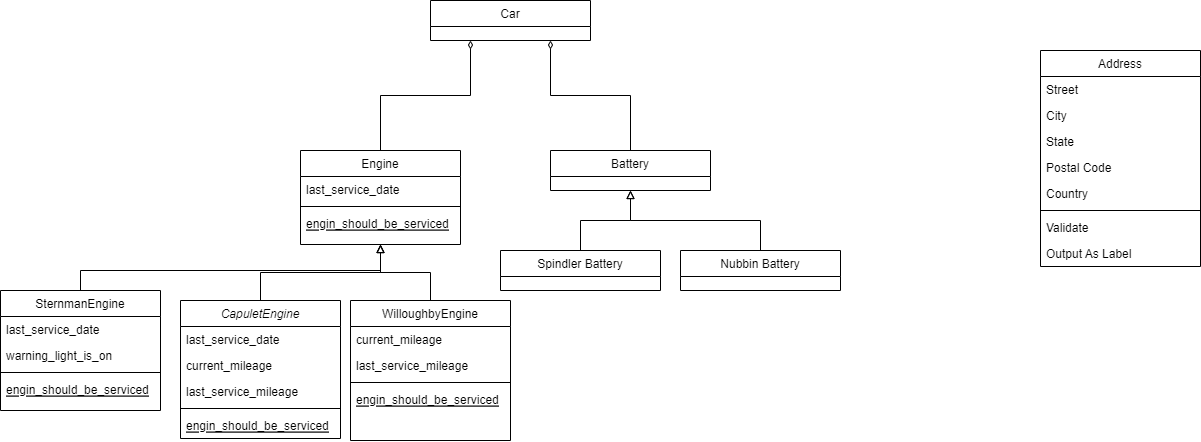 Car
Address
Street
City
State
Postal Code
Country
Validate
Output As Label
Engine
last_service_date
engin_should_be_serviced
Battery
Spindler Battery
Nubbin Battery
SternmanEngine
last_service_date
warning_light_is_on
engin_should_be_serviced
CapuletEngine
last_service_date
current_mileage
last_service_mileage
engin_should_be_serviced
WilloughbyEngine
current_mileage
last_service_mileage
engin_should_be_serviced